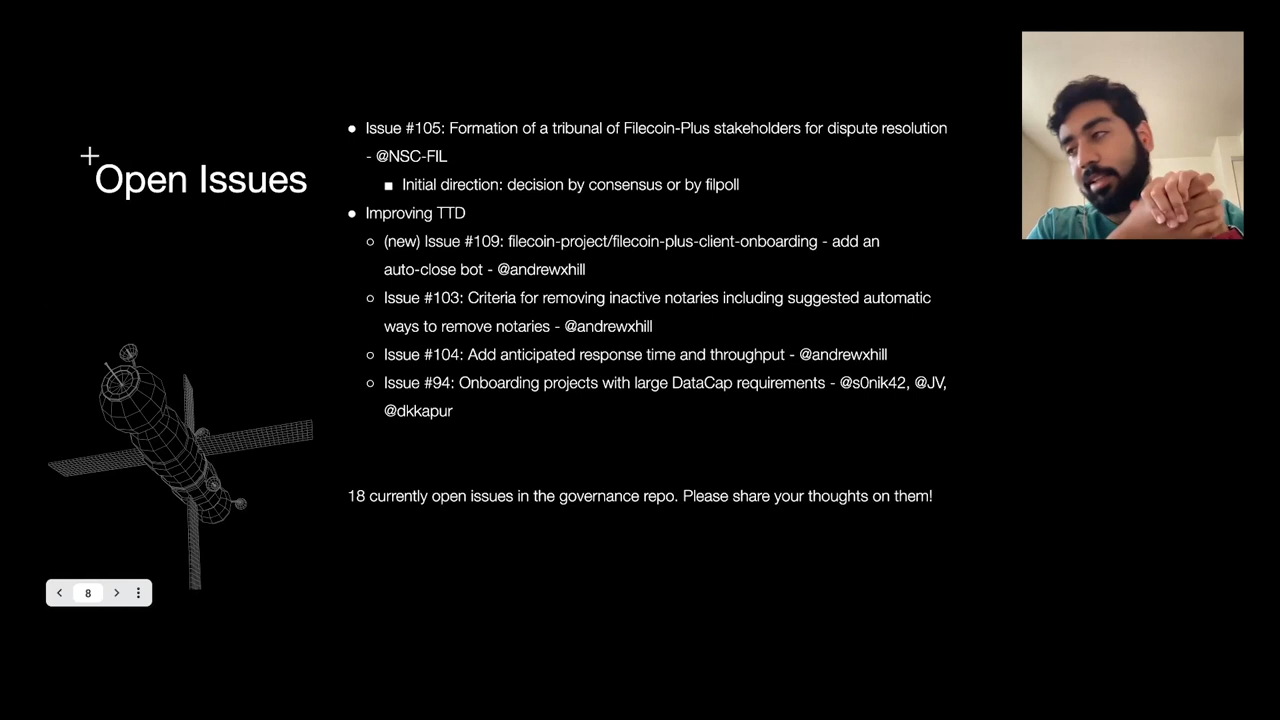 Open Issues
● Issue #105: Formation of a tribunal of Filecoin-Plus stakeholders for dispute resolution
- @NSC-FIL
■ Initial direction: decision by consensus or by filpoll
● Improving TTD
○ (new) Issue #109: filecoin-project/filecoin-plus-client-onboarding - add an
auto-close bot - @andrewxhill
○ Issue #103: Criteria for removing inactive notaries including suggested automatic
ways to remove notaries - @andrewxhill
○ Issue #104: Add anticipated response time and throughput - @andrewxhill
○ Issue #94: Onboarding projects with large DataCap requirements - @s0nik42, @JV,
@dkkapur
18 currently open issues in the governance repo. Please share your thoughts on them!
8